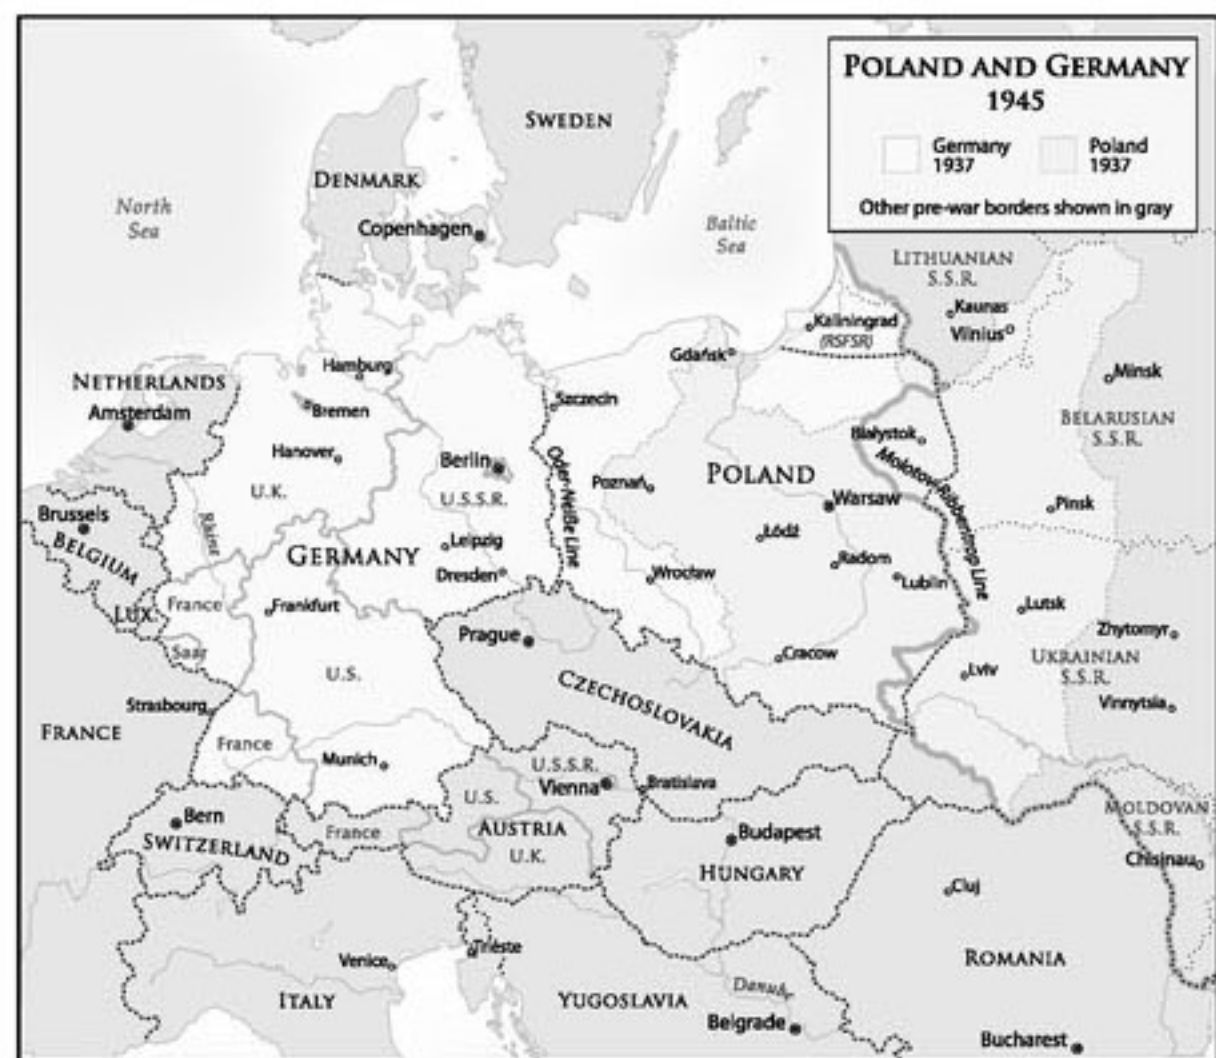 POLAND AND GERMANY
1945
Germany
1937
Poland
1937
Other pre-war borders shown in gray
SWEDEN
DENMARK
Copenhagen
North
Sea
Baltic
Sea
LITHUANIAN
S.S.R.
Kaunas
Vilnius
Kaliningrad
(RSFSR)
Gdańsk
Minsk
BELARUSIAN
S.S.R.
Hamburg
NETHERLANDS
Amsterdam
Bremen
Szczecin
Białystok
Hanover
Berlin
U.S.S.R.
Oder-Neiße Line
Poznań
POLAND
Molotov-Ribbentrop Line
Warsaw
Pinsk
U.K.
Brussels
BELGIUM
Rhine
GERMANY
Leipzig
Dresden
Łódź
Radom
Lublin
Wrocław
LUX.
France
Frankfurt
Lutsk
Zhytomyr
Prague
Saar
U.S.
Cracow
Lviv
UKRAINIAN
S.S.R.
Vinnytsia
CZECHOSLOVAKIA
Strasbourg
FRANCE
France
Munich
U.S.S.R.
Vienna
Bratislava
U.S.
Bern
SWITZERLAND
France
AUSTRIA
U.K.
Budapest
HUNGARY
MOLDOVAN
S.S.R.
Chisinau
Cluj
Venice
Trieste
ROMANIA
ITALY
YUGOSLAVIA
Danube
Belgrade
Bucharest